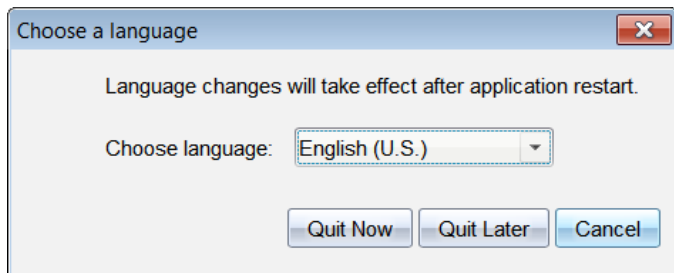 Choose a language
Language changes will take effect after application restart.
Choose language: English (U.S.)
Quit Now Quit Later Cancel